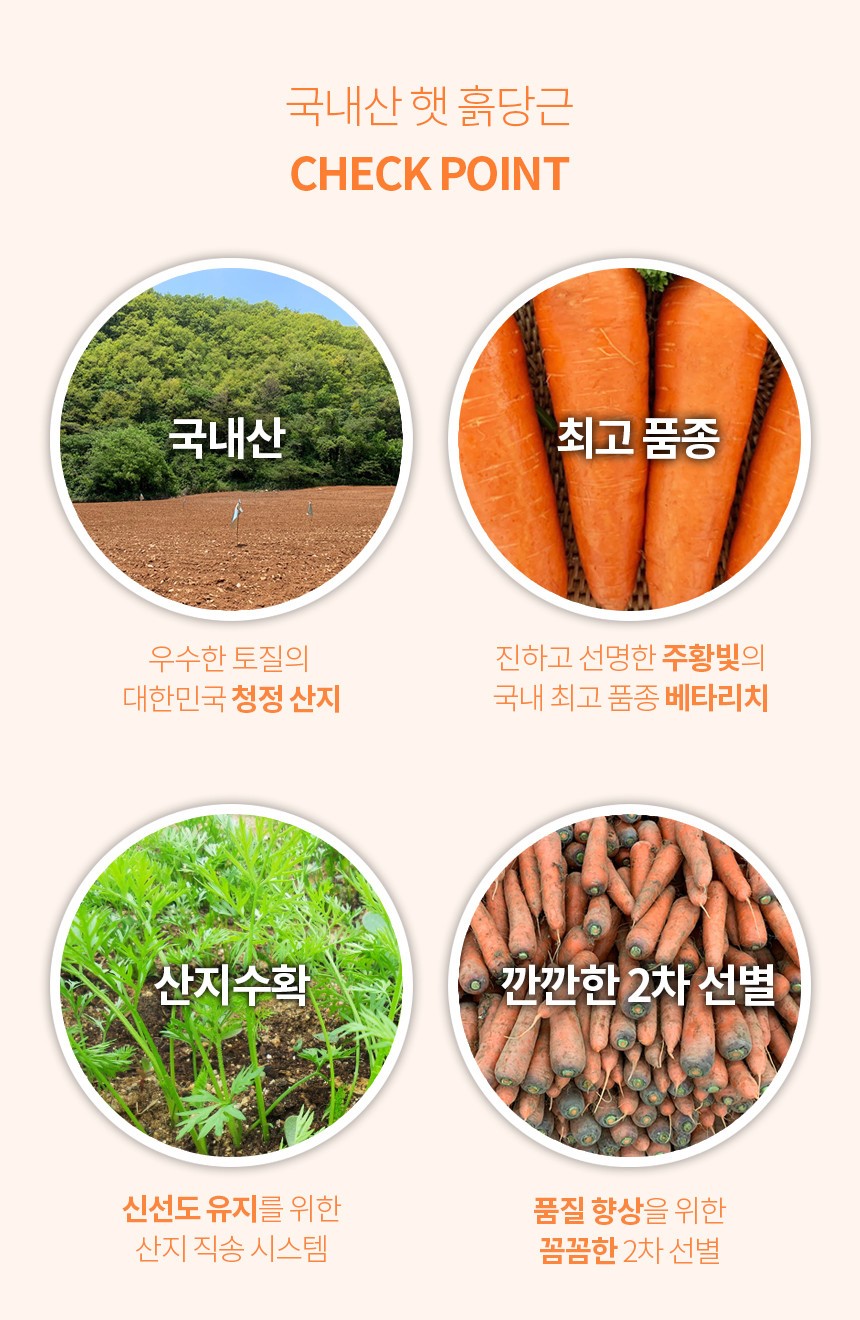 국내산 햇 흙당근
CHECK POINT
국내산
최고 품종
우수한 토질의
대한민국 청정 산지
진하고 선명한 주황빛의
국내 최고 품종 베타리치
산지수확
깐깐한 2차 선별
신선도 유지를 위한
산지 직송 시스템
품질 향상을 위한
꼼꼼한 2차 선별